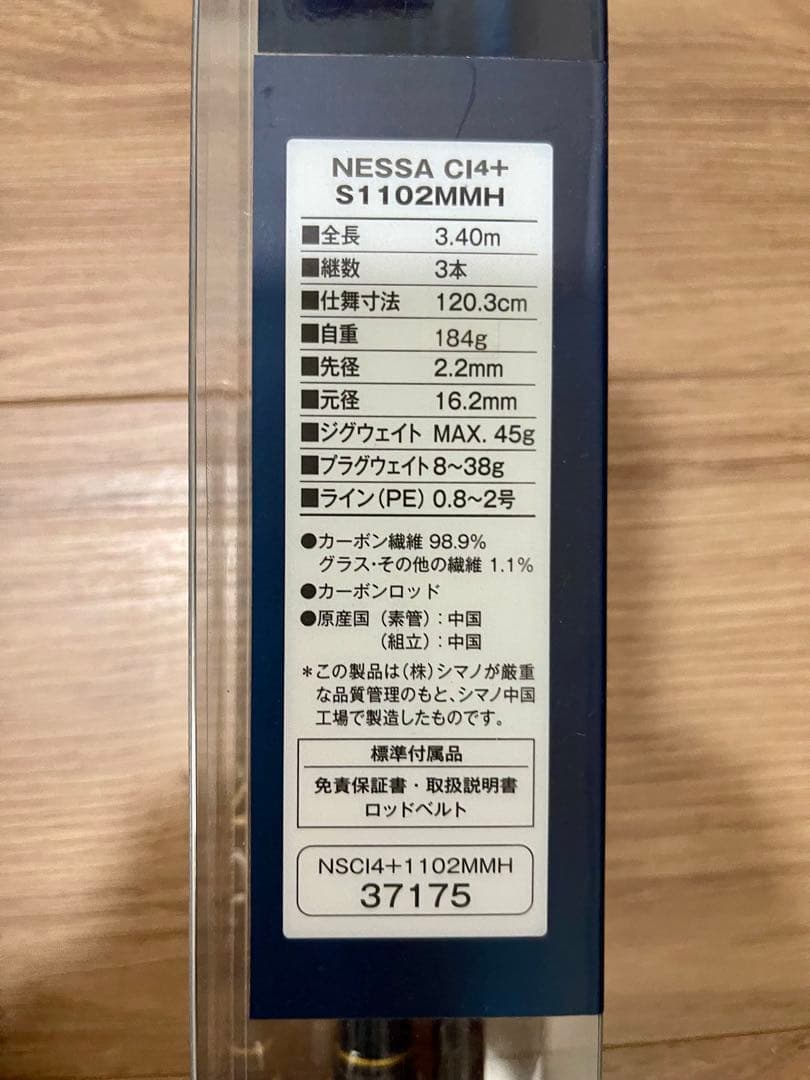 NESSA CI4+
S1102MMH
■全長 3.40m
■継数 3本
■仕舞寸法 120.3cm
■自重 184g
■先径 2.2mm
■元径 16.2mm
■ジグウェイト MAX. 45g
■プラグウェイト 8〜38g
■ライン(PE) 0.8〜2号
●カーボン繊維 98.9%
グラス・その他の繊維 1.1%
●カーボンロッド
●原産国(素管):中国
(組立):中国
*この製品は(株)シマノが厳重
な品質管理のもと、シマノ中国
工場で製造したものです。
標準付属品
免責保証書・取扱説明書
ロッドベルト
NSCI4+1102MMH
37175